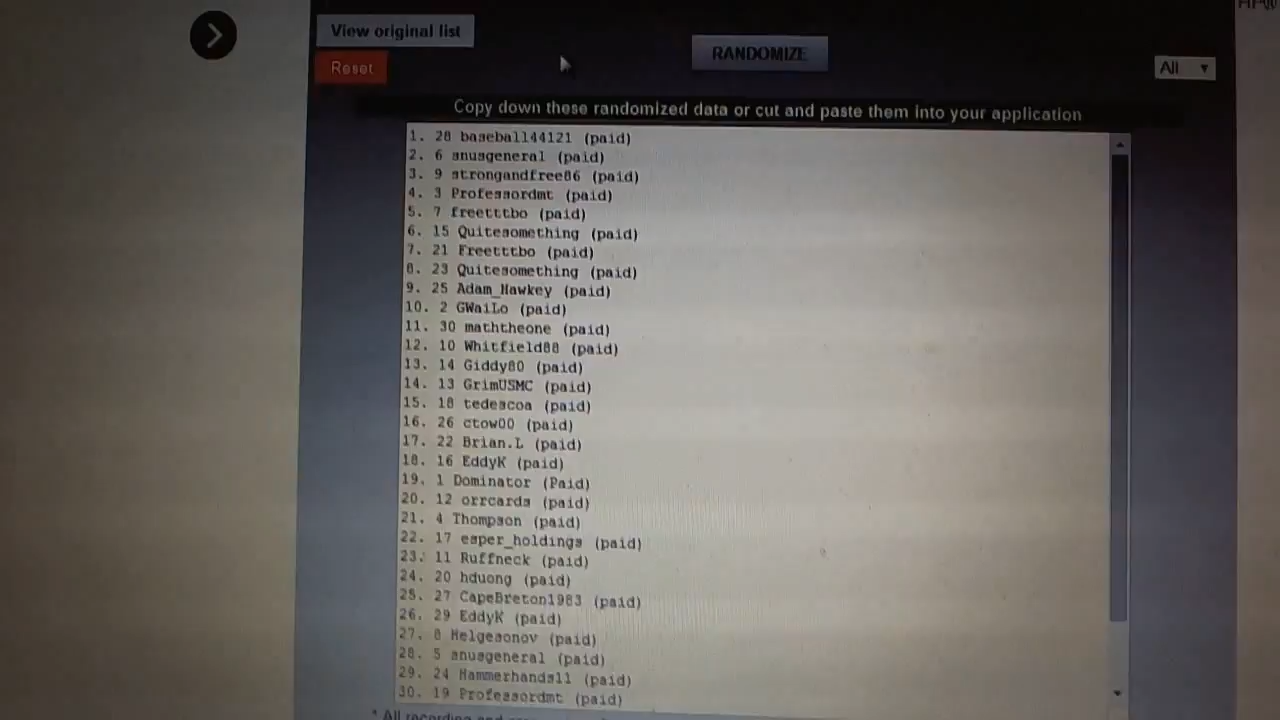 View original list
RANDOMIZE
Reset
All
Copy down these randomized data or cut and paste them into your application
1. 28 baseball44121 (paid)
2. 6 anusgeneral (paid)
3. 9 strongandfree86 (paid)
4. 3 Professordmt (paid)
5. 7 freetttbo (paid)
6. 15 Quitesomething (paid)
7. 21 Freetttbo (paid)
8. 23 Quitesomething (paid)
9. 25 Adam_Hawkey (paid)
10. 2 GWaiLo (paid)
11. 30 maththeone (paid)
12. 10 Whitfield88 (paid)
13. 14 Giddy80 (paid)
14. 13 GrimUSMC (paid)
15. 18 tedescoa (paid)
16. 26 ctow00 (paid)
17. 22 Brian.L (paid)
18. 16 EddyK (paid)
19. 1 Dominator (Paid)
20. 12 orrcards (paid)
21. 4 Thompson (paid)
22. 17 esper_holdings (paid)
23. 11 Ruffneck (paid)
24. 20 hduong (paid)
25. 27 CapeBreton1983 (paid)
26. 29 EddyK (paid)
27. 8 Helgesonov (paid)
28. 5 anusgeneral (paid)
29. 24 Hammerhands11 (paid)
30. 19 Professordmt (paid)
* All recording and